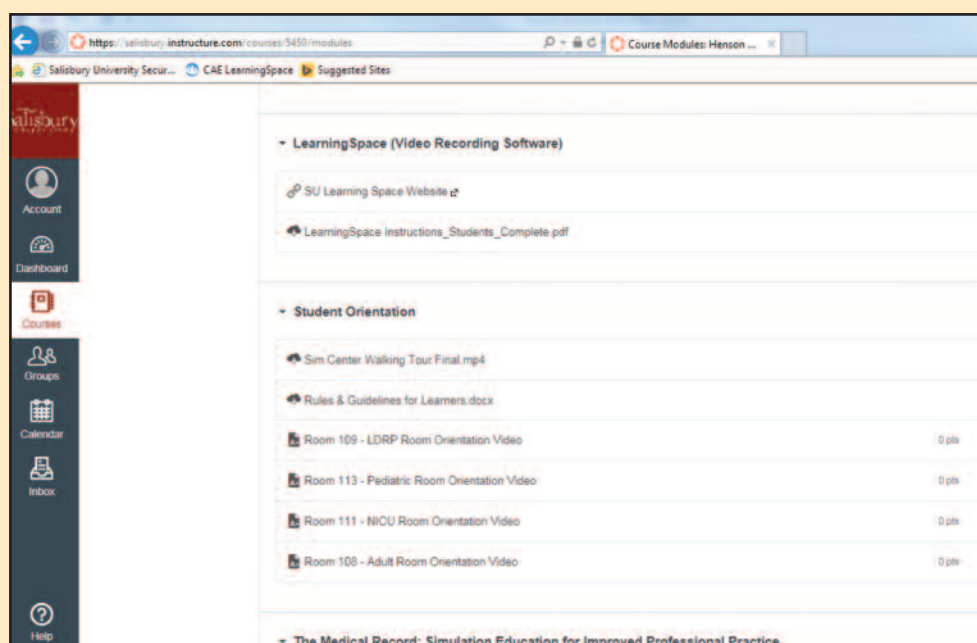 https://salisbury.instructure.com/courses/5450/modules
Course Modules: Henson ...
Salisbury University Secur... CAE LearningSpace Suggested Sites
Salisbury
Account
Dashboard
Courses
Groups
Calendar
Inbox
Help
LearningSpace (Video Recording Software)
SU Learning Space Website
LearningSpace Instructions_Students_Complete.pdf
Student Orientation
Sim Center Walking Tour Final.mp4
Rules & Guidelines for Learners.docx
Room 109 - LDRP Room Orientation Video 0 pts
Room 113 - Pediatric Room Orientation Video 0 pts
Room 111 - NICU Room Orientation Video 0 pts
Room 108 - Adult Room Orientation Video 0 pts
The Medical Record: Simulation Education for Improved Professional Practice